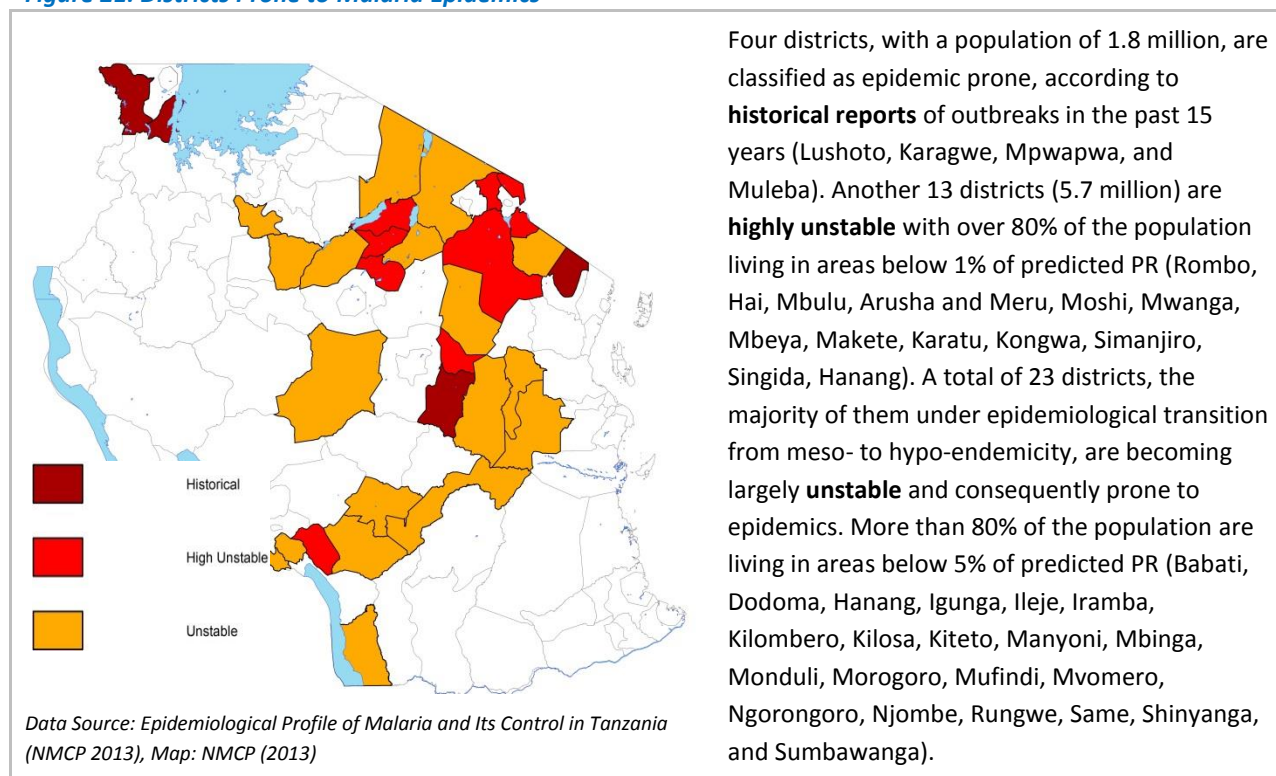 Four districts, with a population of 1.8 million, are
classified as epidemic prone, according to
historical reports of outbreaks in the past 15
years (Lushoto, Karagwe, Mpwapwa, and
Muleba). Another 13 districts (5.7 million) are
highly unstable with over 80% of the population
living in areas below 1% of predicted PR (Rombo,
Hai, Mbulu, Arusha and Meru, Moshi, Mwanga,
Mbeya, Makete, Karatu, Kongwa, Simanjiro,
Singida, Hanang). A total of 23 districts, the
majority of them under epidemiological transition
from meso- to hypo-endemicity, are becoming
largely unstable and consequently prone to
epidemics. More than 80% of the population are
living in areas below 5% of predicted PR (Babati,
Dodoma, Hanang, Igunga, Ileje, Iramba,
Kilombero, Kilosa, Kiteto, Manyoni, Mbinga,
Monduli, Morogoro, Mufindi, Mvomero,
Ngorongoro, Njombe, Rungwe, Same, Shinyanga,
and Sumbawanga).
Historical
High Unstable
Unstable
Data Source: Epidemiological Profile of Malaria and Its Control in Tanzania
(NMCP 2013), Map: NMCP (2013)